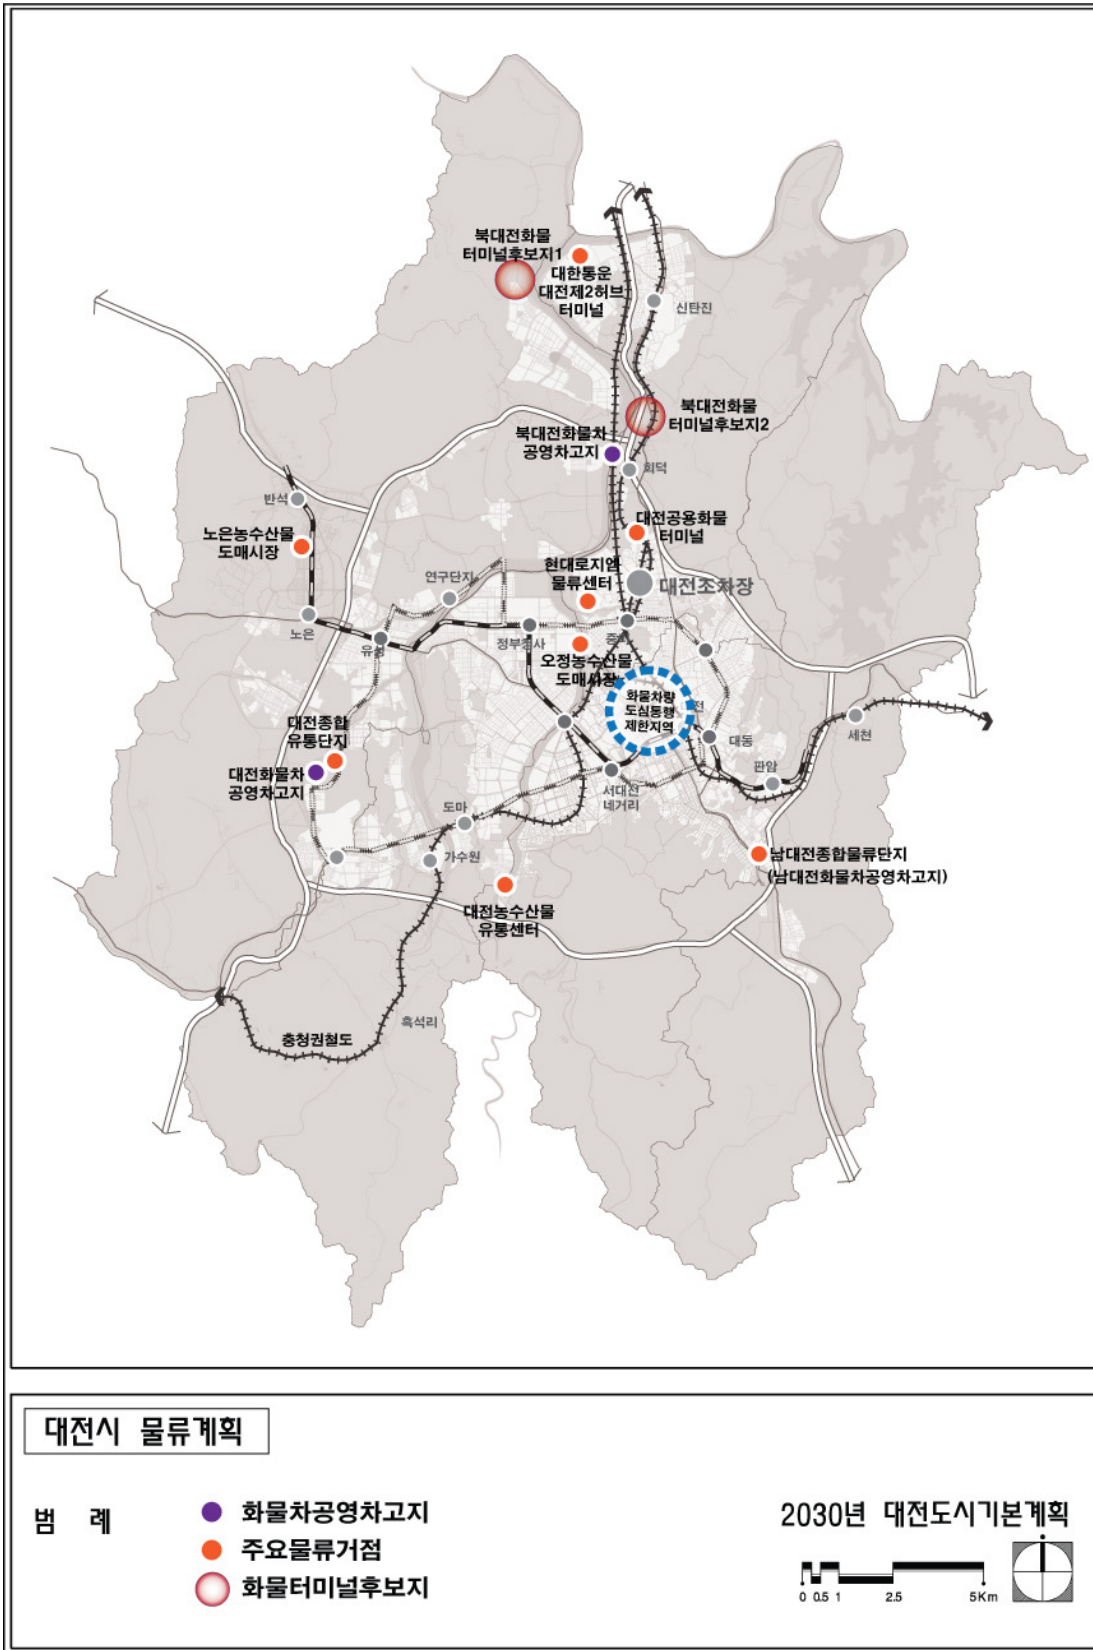 북대전화물
터미널후보지1
대한통운
대전제2허브
터미널
신탄진
북대전화물
터미널후보지2
북대전화물차
공영차고지
회덕
반석
노은농수산물
도매시장
대전공용화물
터미널
연구단지
현대로지엠
물류센터
대전조차장
노은
유성
정부청사
오정농수산물
도매시장
화물차량
도심통행
제한지역
전
대동
세천
대전종합
유통단지
대전화물차
공영차고지
판암
서대전
네거리
도마
가수원
남대전종합물류단지
(남대전화물차공영차고지)
대전농수산물
유통센터
흑석리
충청권철도
대전시 물류계획
범 례
화물차공영차고지
주요물류거점
화물터미널후보지
2030년 대전도시기본계획
0 0.5 1 2.5 5Km